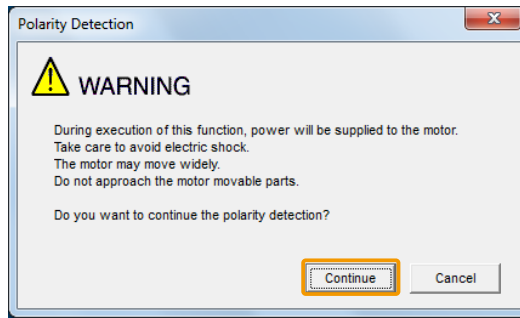 Polarity Detection
WARNING
During execution of this function, power will be supplied to the motor.
Take care to avoid electric shock.
The motor may move widely.
Do not approach the motor movable parts.
Do you want to continue the polarity detection?
Continue
Cancel